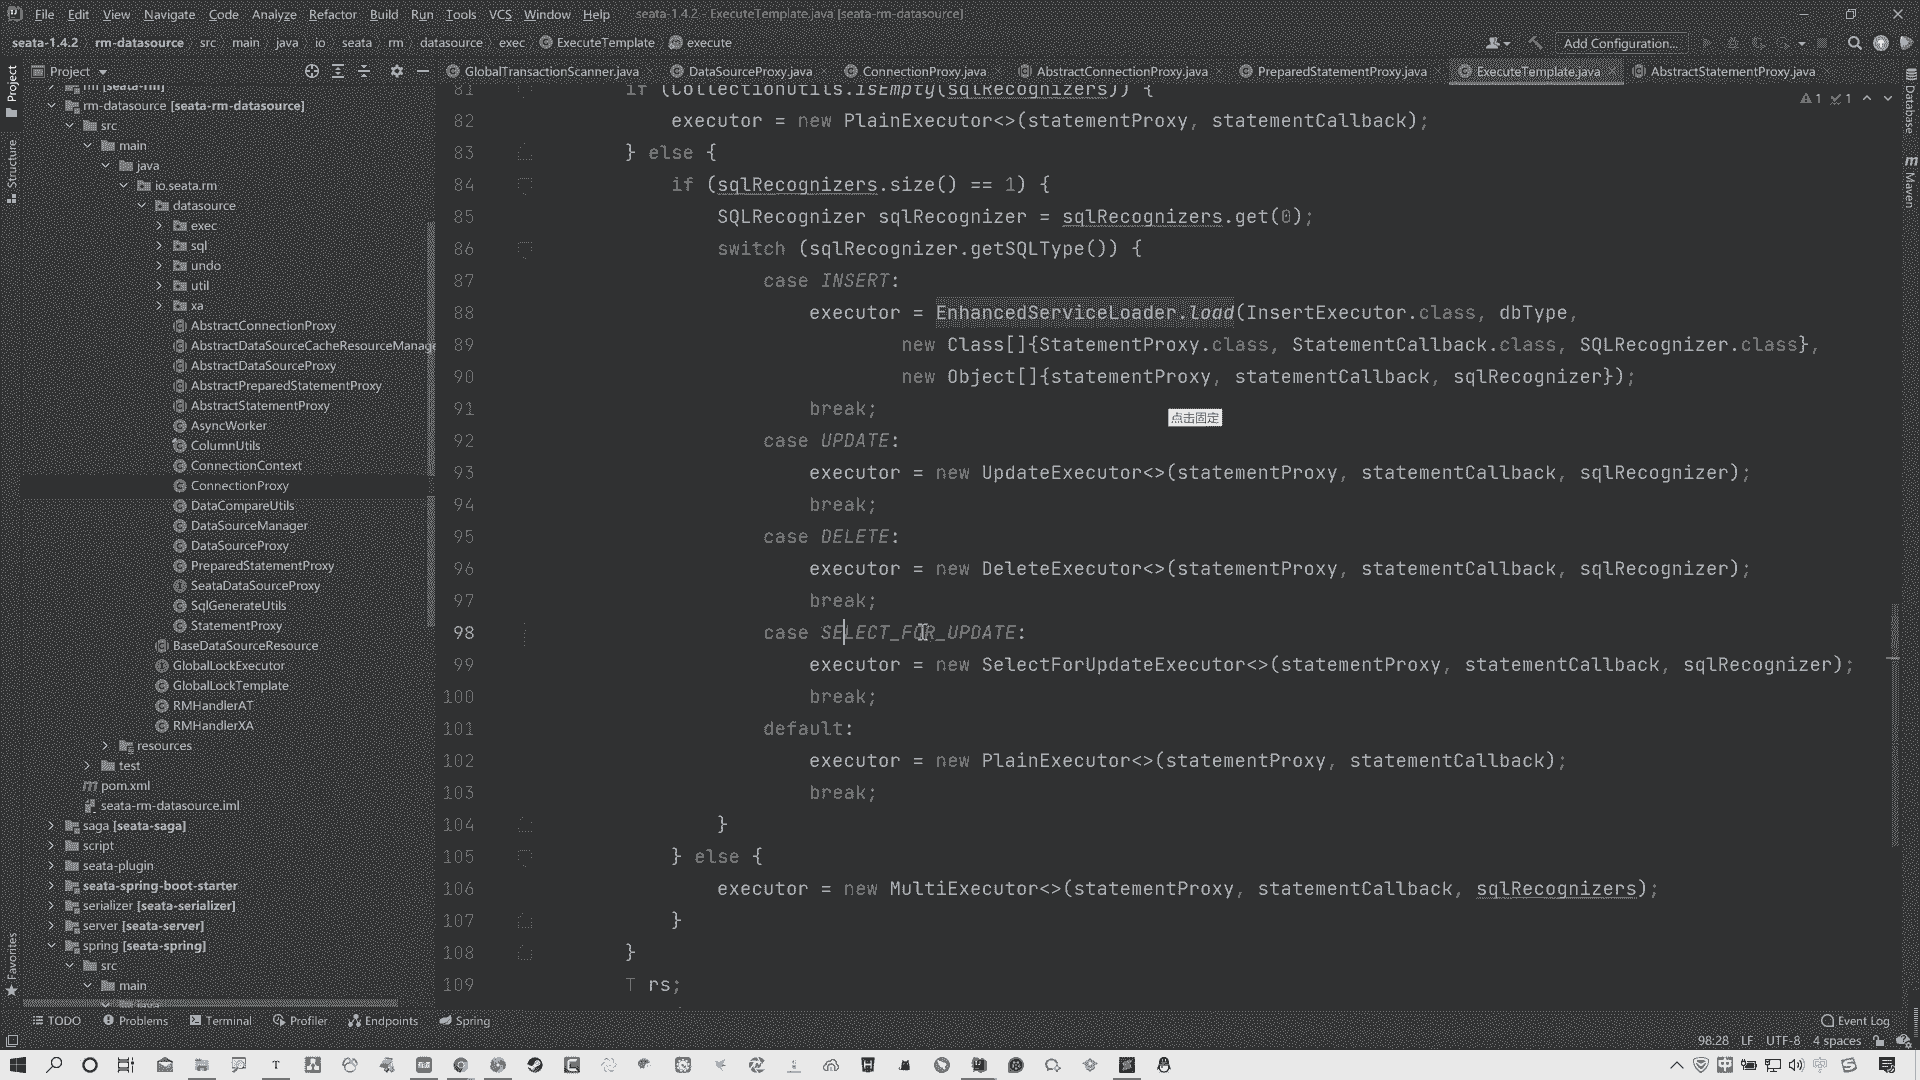 File Edit View Navigate Code Analyze Refactor Build Run Tools VCS Window Help seata-1.4.2 - ExecuteTemplate.java [seata-rm-datasource]
seata-1.4.2 rm-datasource src main java io seata rm datasource exec ExecuteTemplate execute
Add Configuration...
Project
GlobalTransactionScanner.java DataSourceProxy.java ConnectionProxy.java AbstractConnectionProxy.java PreparedStatementProxy.java ExecuteTemplate.java AbstractStatementProxy.java
Project
Structure
Favorites
Database
Maven
1 1
rm [seata-rm]
rm-datasource [seata-rm-datasource]
src
main
java
io.seata.rm
datasource
exec
sql
undo
util
xa
AbstractConnectionProxy
AbstractDataSourceCacheResourceManage
AbstractDataSourceProxy
AbstractPreparedStatementProxy
AbstractStatementProxy
AsyncWorker
ColumnUtils
ConnectionContext
ConnectionProxy
DataCompareUtils
DataSourceManager
DataSourceProxy
PreparedStatementProxy
SeataDataSourceProxy
SqlGenerateUtils
StatementProxy
BaseDataSourceResource
GlobalLockExecutor
GlobalLockTemplate
RMHandlerAT
RMHandlerXA
resources
test
pom.xml
seata-rm-datasource.iml
saga [seata-saga]
script
seata-plugin
seata-spring-boot-starter
serializer [seata-serializer]
server [seata-server]
spring [seata-spring]
src
main
java
81 if (CollectionUtils.isEmpty(sqlRecognizers)) {
82 executor = new PlainExecutor<>(statementProxy, statementCallback);
83 } else {
84 if (sqlRecognizers.size() == 1) {
85 SQLRecognizer sqlRecognizer = sqlRecognizers.get(0);
86 switch (sqlRecognizer.getSQLType()) {
87 case INSERT:
88 executor = EnhancedServiceLoader.load(InsertExecutor.class, dbType,
89 new Class[]{StatementProxy.class, StatementCallback.class, SQLRecognizer.class},
90 new Object[]{statementProxy, statementCallback, sqlRecognizer});
91 break;
点击固定
92 case UPDATE:
93 executor = new UpdateExecutor<>(statementProxy, statementCallback, sqlRecognizer);
94 break;
95 case DELETE:
96 executor = new DeleteExecutor<>(statementProxy, statementCallback, sqlRecognizer);
97 break;
98 case SELECT_FOR_UPDATE:
99 executor = new SelectForUpdateExecutor<>(statementProxy, statementCallback, sqlRecognizer);
100 break;
101 default:
102 executor = new PlainExecutor<>(statementProxy, statementCallback);
103 break;
104 }
105 } else {
106 executor = new MultiExecutor<>(statementProxy, statementCallback, sqlRecognizers);
107 }
108 }
109 T rs;
TODO Problems Terminal Profiler Endpoints Spring Event Log
98:28 LF UTF-8 4 spaces